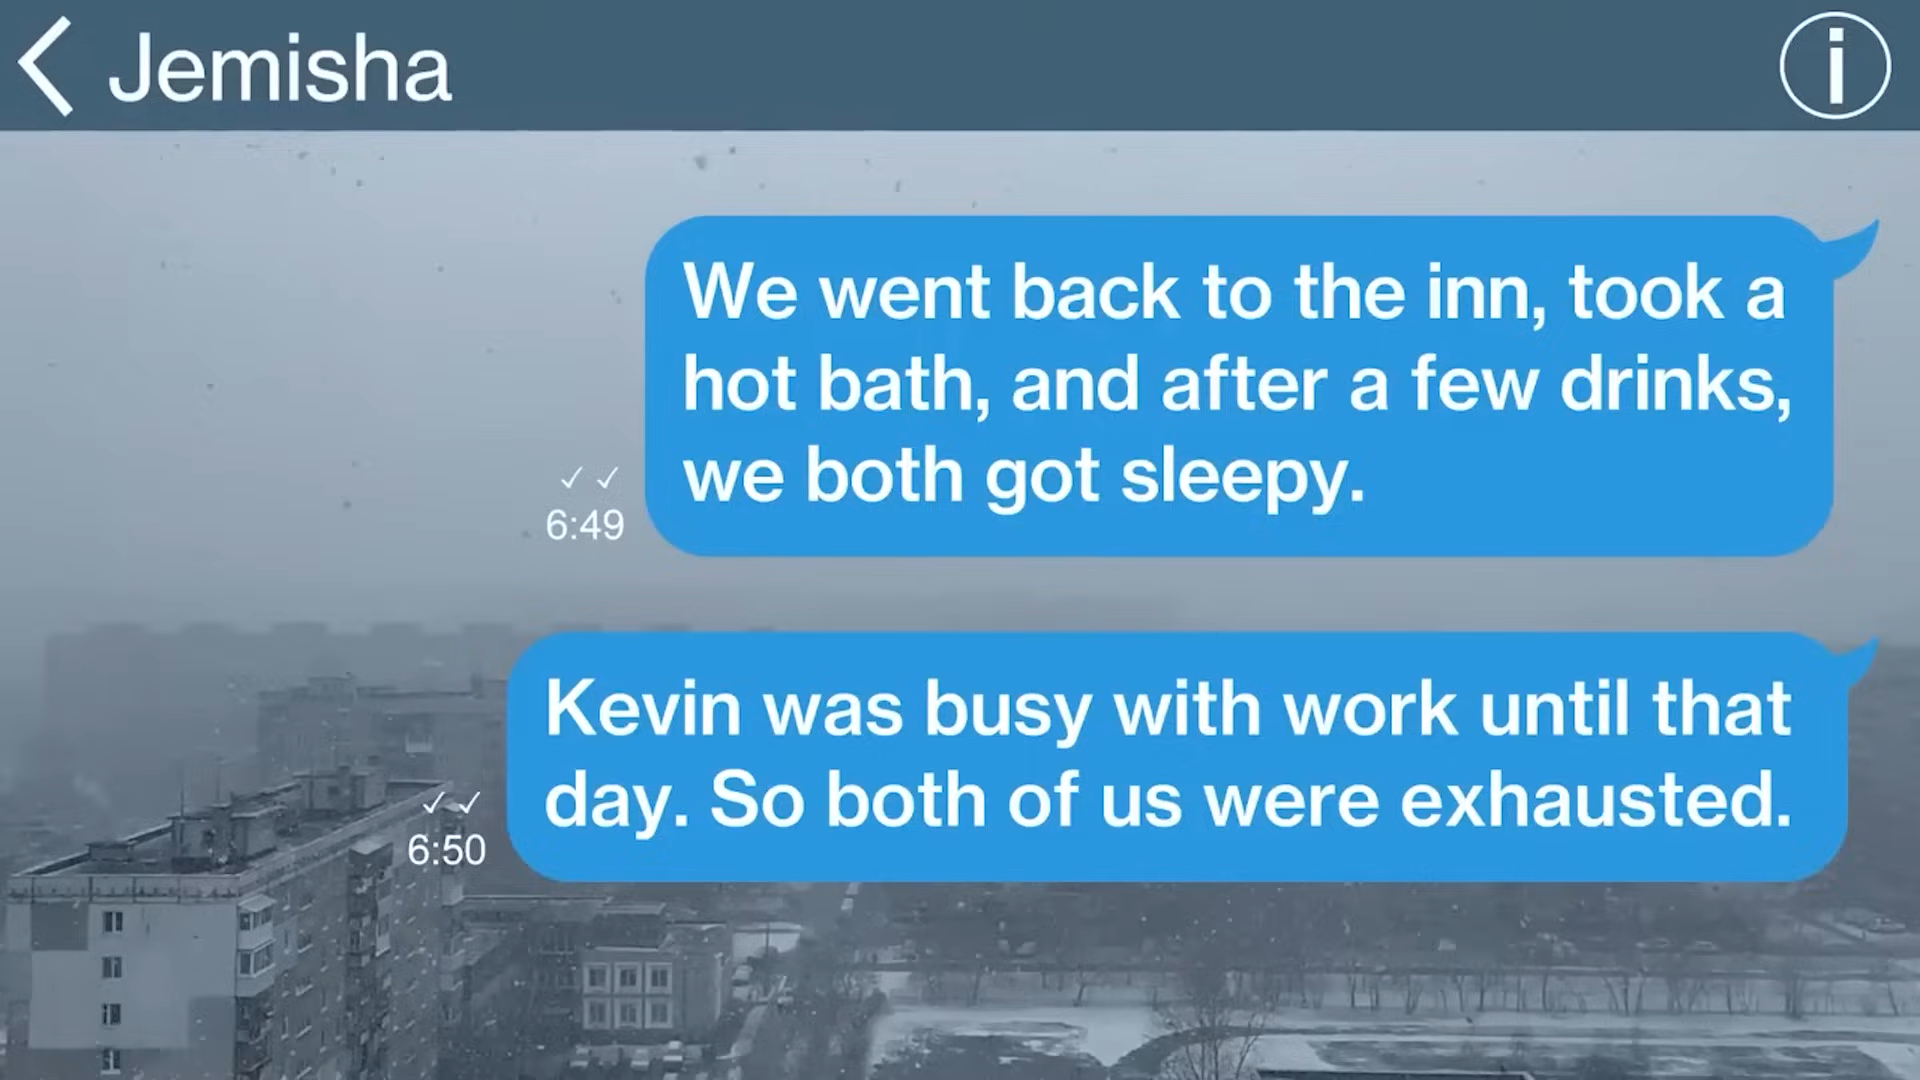 Jemisha
We went back to the inn, took a
hot bath, and after a few drinks,
we both got sleepy.
✓✓
6:49
Kevin was busy with work until that
day. So both of us were exhausted.
✓✓
6:50